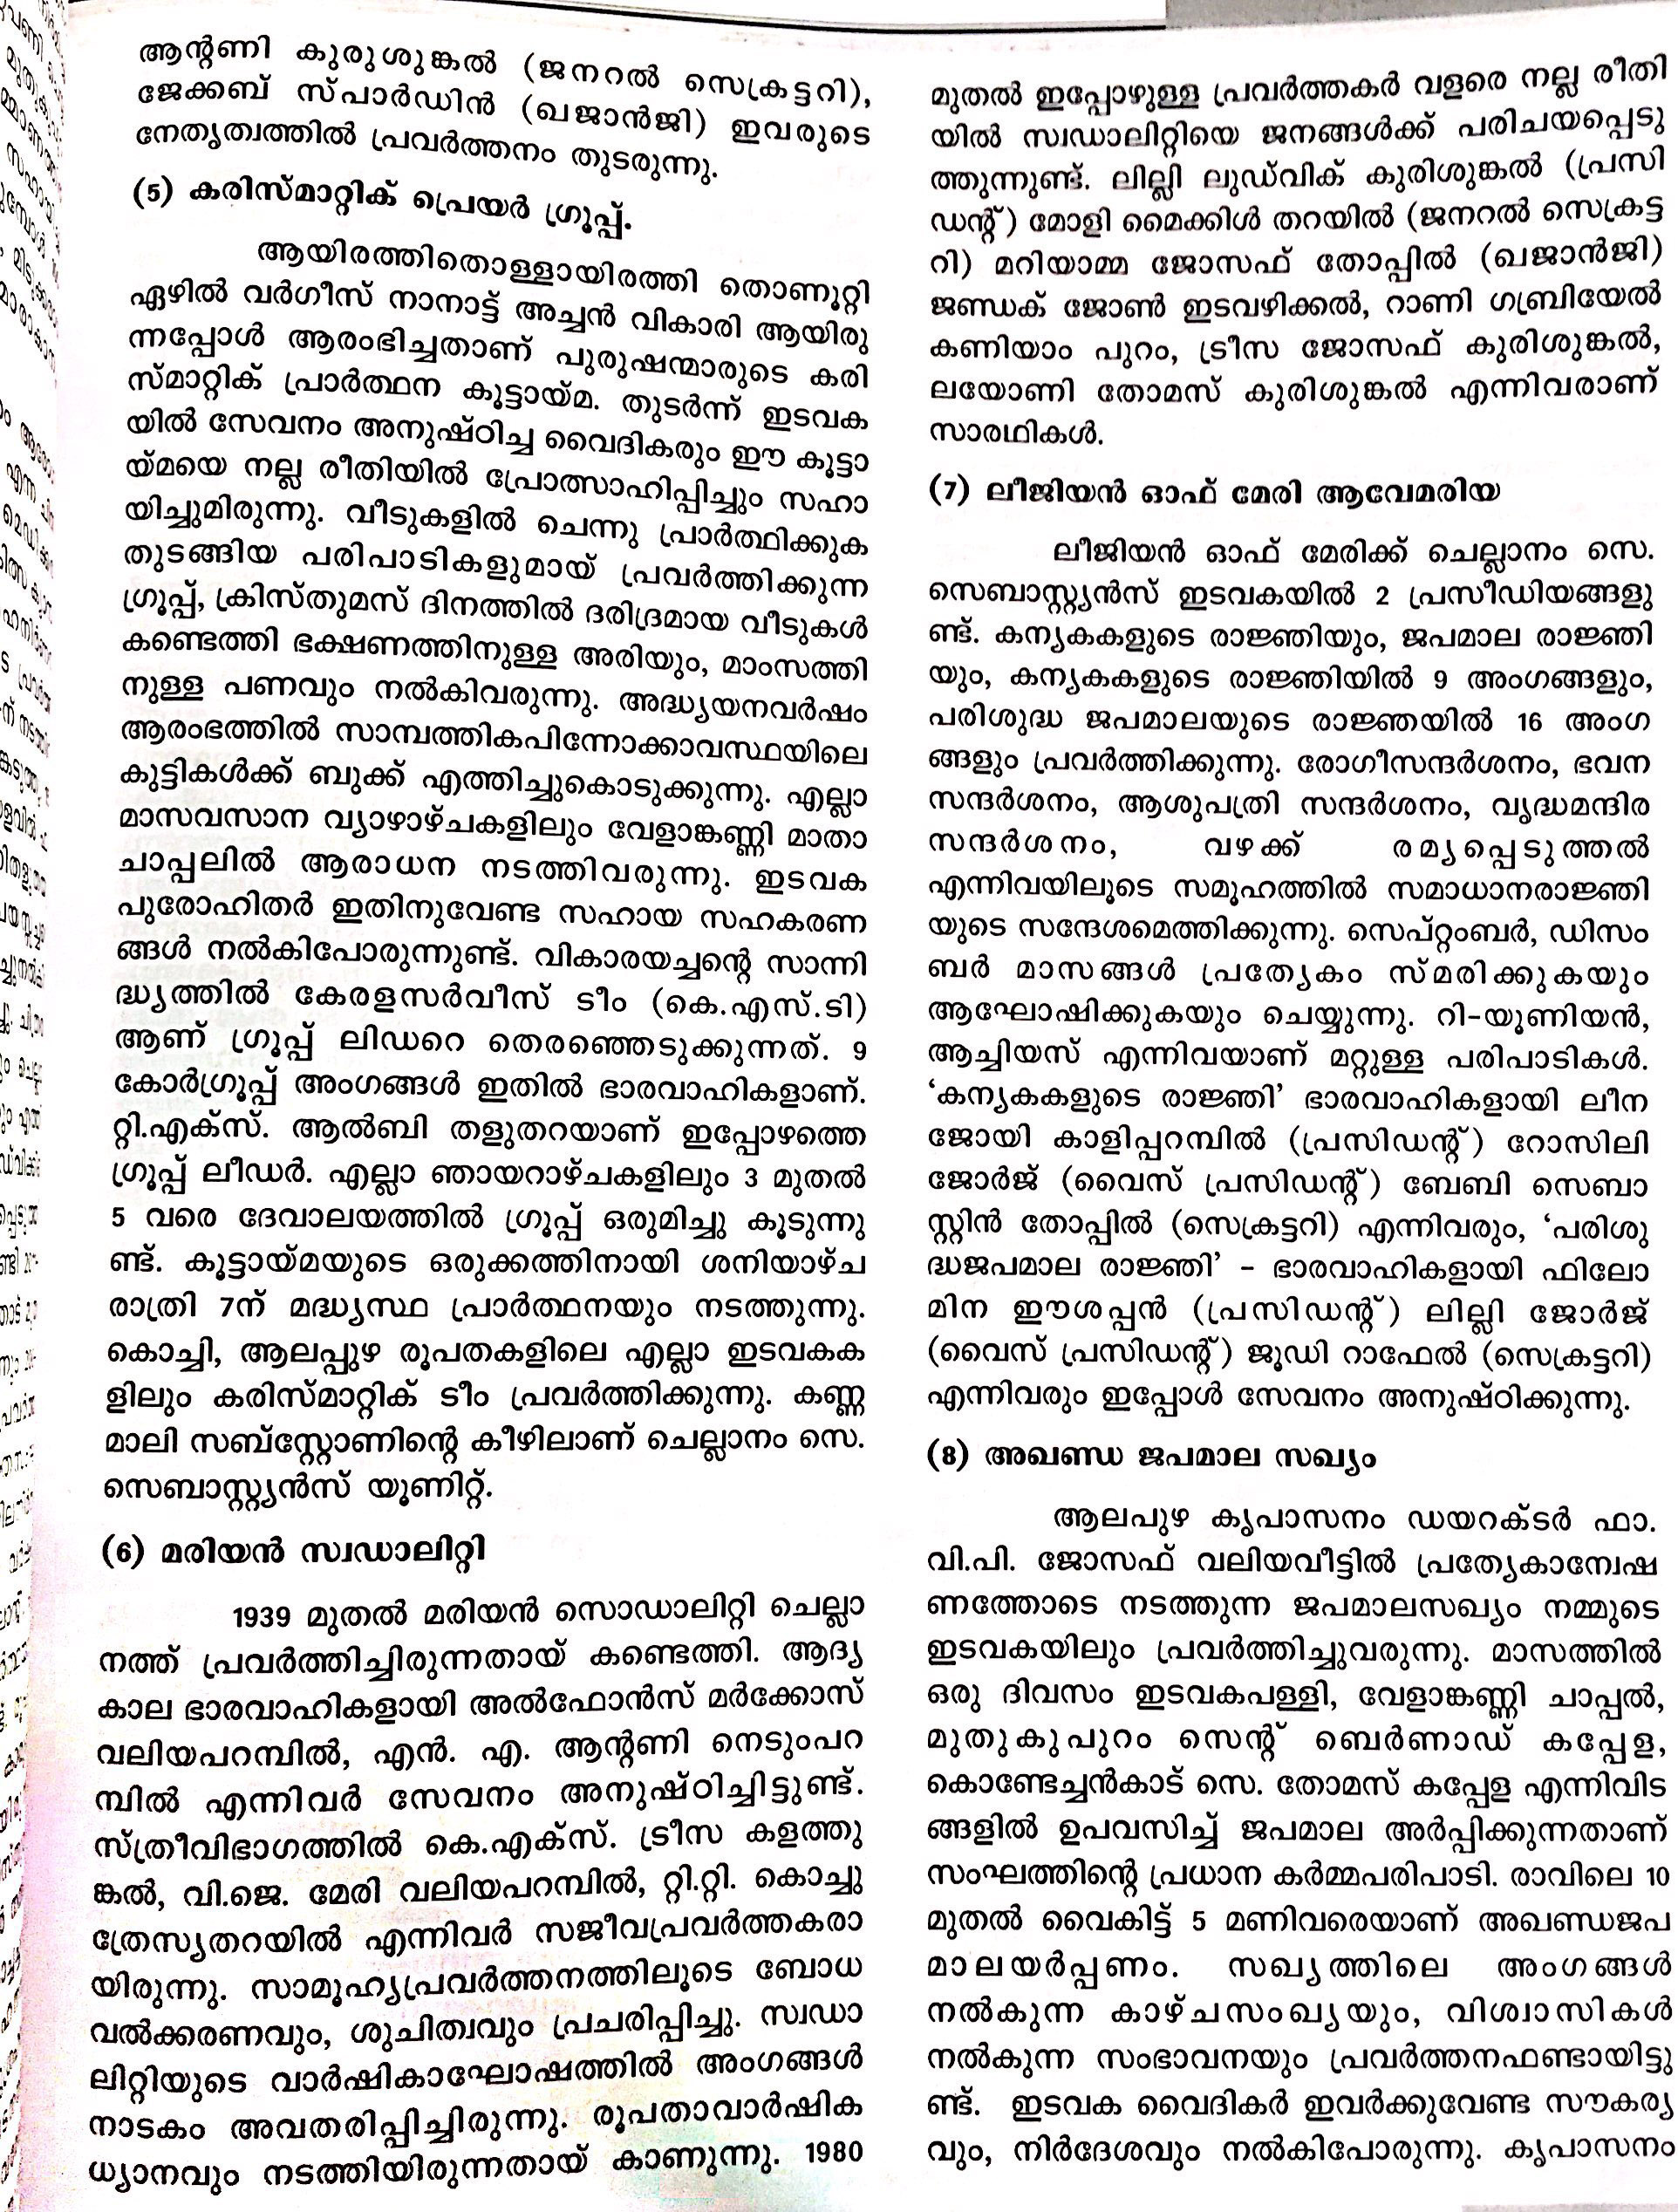 ആന്റണി കുരുശുങ്കൽ (ജനറൽ സെക്രട്ടറി),
ജേക്കബ് സ്പാർഡിൻ (ഖജാൻജി) ഇവരുടെ
നേതൃത്വത്തിൽ പ്രവർത്തനം തുടരുന്നു.
(5) കരിസ്മാറ്റിക് പ്രെയർ ഗ്രൂപ്പ്.
ആയിരത്തിതൊള്ളായിരത്തി തൊണൂറ്റി
ഏഴിൽ വർഗീസ് നാനാട്ട് അച്ചൻ വികാരി ആയിരു
ന്നപ്പോൾ ആരംഭിച്ചതാണ് പുരുഷന്മാരുടെ കരി
സ്മാറ്റിക് പ്രാർത്ഥന കൂട്ടായ്മ. തുടർന്ന് ഇടവക
യിൽ സേവനം അനുഷ്ഠിച്ച വൈദികരും ഈ കൂട്ടാ
യ്മയെ നല്ല രീതിയിൽ പ്രോത്സാഹിപ്പിച്ചും സഹാ
യിച്ചുമിരുന്നു. വീടുകളിൽ ചെന്നു പ്രാർത്ഥിക്കുക
തുടങ്ങിയ പരിപാടികളുമായ് പ്രവർത്തിക്കുന്ന
ഗ്രൂപ്പ്, ക്രിസ്തുമസ് ദിനത്തിൽ ദരിദ്രമായ വീടുകൾ
കണ്ടെത്തി ഭക്ഷണത്തിനുള്ള അരിയും, മാംസത്തി
നുള്ള പണവും നൽകിവരുന്നു. അദ്ധ്യയനവർഷം
ആരംഭത്തിൽ സാമ്പത്തികപിന്നോക്കാവസ്ഥയിലെ
കുട്ടികൾക്ക് ബുക്ക് എത്തിച്ചുകൊടുക്കുന്നു. എല്ലാ
മാസവസാന വ്യാഴാഴ്ചകളിലും വേളാങ്കണ്ണി മാതാ
ചാപ്പലിൽ ആരാധന നടത്തിവരുന്നു. ഇടവക
പുരോഹിതർ ഇതിനുവേണ്ട സഹായ സഹകരണ
ങ്ങൾ നൽകിപോരുന്നുണ്ട്. വികാരയച്ചന്റെ സാന്നി
ദ്ധ്യത്തിൽ കേരളസർവീസ് ടീം (കെ.എസ്.ടി)
ആണ് ഗ്രൂപ്പ് ലിഡറെ തെരഞ്ഞെടുക്കുന്നത്. 9
കോർഗ്രൂപ്പ് അംഗങ്ങൾ ഇതിൽ ഭാരവാഹികളാണ്.
റ്റി.എക്സ്. ആൽബി തളുതറയാണ് ഇപ്പോഴത്തെ
ഗ്രൂപ്പ് ലീഡർ. എല്ലാ ഞായറാഴ്ചകളിലും 3 മുതൽ
5 വരെ ദേവാലയത്തിൽ ഗ്രൂപ്പ് ഒരുമിച്ചു കൂടുന്നു
ണ്ട്. കൂട്ടായ്മയുടെ ഒരുക്കത്തിനായി ശനിയാഴ്ച
രാത്രി 7ന് മദ്ധ്യസ്ഥ പ്രാർത്ഥനയും നടത്തുന്നു.
കൊച്ചി, ആലപ്പുഴ രൂപതകളിലെ എല്ലാ ഇടവകക
ളിലും കരിസ്മാറ്റിക് ടീം പ്രവർത്തിക്കുന്നു. കണ്ണ
മാലി സബ്സ്റ്റോണിന്റെ കീഴിലാണ് ചെല്ലാനം സെ.
സെബാസ്റ്റ്യൻസ് യൂണിറ്റ്.
(6) മരിയൻ സ്വഡാലിറ്റി
1939 മുതൽ മരിയൻ സൊഡാലിറ്റി ചെല്ലാ
നത്ത് പ്രവർത്തിച്ചിരുന്നതായ് കണ്ടെത്തി. ആദ്യ
കാല ഭാരവാഹികളായി അൽഫോൻസ് മർക്കോസ്
വലിയപറമ്പിൽ, എൻ. എ. ആന്റണി നെടുംപറ
മ്പിൽ എന്നിവർ സേവനം അനുഷ്ഠിച്ചിട്ടുണ്ട്.
സ്ത്രീവിഭാഗത്തിൽ കെ.എക്സ്. ട്രീസ കളത്തു
ങ്കൽ, വി.ജെ. മേരി വലിയപറമ്പിൽ, റ്റി.റ്റി. കൊച്ചു
ത്രേസ്യതറയിൽ എന്നിവർ സജീവപ്രവർത്തകരാ
യിരുന്നു. സാമൂഹ്യപ്രവർത്തനത്തിലൂടെ ബോധ
വൽക്കരണവും, ശുചിത്വവും പ്രചരിപ്പിച്ചു. സ്വഡാ
ലിറ്റിയുടെ വാർഷികാഘോഷത്തിൽ അംഗങ്ങൾ
നാടകം അവതരിപ്പിച്ചിരുന്നു. രൂപതാവാർഷിക
ധ്യാനവും നടത്തിയിരുന്നതായ് കാണുന്നു. 1980
മുതൽ ഇപ്പോഴുള്ള പ്രവർത്തകർ വളരെ നല്ല രീതി
യിൽ സ്വഡാലിറ്റിയെ ജനങ്ങൾക്ക് പരിചയപ്പെടു
ത്തുന്നുണ്ട്. ലില്ലി ലുഡ്‌വിക് കുരിശുങ്കൽ (പ്രസി
ഡന്റ്) മോളി മൈക്കിൾ തറയിൽ (ജനറൽ സെക്രട്ട
റി) മറിയാമ്മ ജോസഫ് തോപ്പിൽ (ഖജാൻജി)
ജണ്ഡക് ജോൺ ഇടവഴിക്കൽ, റാണി ഗബ്രിയേൽ
കണിയാം പുറം, ട്രീസ ജോസഫ് കുരിശുങ്കൽ,
ലയോണി തോമസ് കുരിശുങ്കൽ എന്നിവരാണ്
സാരഥികൾ.
(7) ലീജിയൻ ഓഫ് മേരി ആവേമരിയ
ലീജിയൻ ഓഫ് മേരിക്ക് ചെല്ലാനം സെ.
സെബാസ്റ്റ്യൻസ് ഇടവകയിൽ 2 പ്രസീഡിയങ്ങളു
ണ്ട്. കന്യകകളുടെ രാജ്ഞിയും, ജപമാല രാജ്ഞി
യും, കന്യകകളുടെ രാജ്ഞിയിൽ 9 അംഗങ്ങളും,
പരിശുദ്ധ ജപമാലയുടെ രാജ്ഞയിൽ 16 അംഗ
ങ്ങളും പ്രവർത്തിക്കുന്നു. രോഗീസന്ദർശനം, ഭവന
സന്ദർശനം, ആശുപത്രി സന്ദർശനം, വൃദ്ധമന്ദിര
സന്ദർശനം, വഴക്ക് രമ്യപ്പെടുത്തൽ
എന്നിവയിലൂടെ സമൂഹത്തിൽ സമാധാനരാജ്ഞി
യുടെ സന്ദേശമെത്തിക്കുന്നു. സെപ്റ്റംബർ, ഡിസം
ബർ മാസങ്ങൾ പ്രത്യേകം സ്മരിക്കുകയും
ആഘോഷിക്കുകയും ചെയ്യുന്നു. റി-യൂണിയൻ,
ആച്ചിയസ് എന്നിവയാണ് മറ്റുള്ള പരിപാടികൾ.
‘കന്യകകളുടെ രാജ്ഞി’ ഭാരവാഹികളായി ലീന
ജോയി കാളിപ്പറമ്പിൽ (പ്രസിഡന്റ്) റോസിലി
ജോർജ് (വൈസ് പ്രസിഡന്റ്) ബേബി സെബാ
സ്റ്റിൻ തോപ്പിൽ (സെക്രട്ടറി) എന്നിവരും, ‘പരിശു
ദ്ധജപമാല രാജ്ഞി’ – ഭാരവാഹികളായി ഫിലോ
മിന ഈശപ്പൻ (പ്രസിഡന്റ്) ലില്ലി ജോർജ്
(വൈസ് പ്രസിഡന്റ്) ജൂഡി റാഫേൽ (സെക്രട്ടറി)
എന്നിവരും ഇപ്പോൾ സേവനം അനുഷ്ഠിക്കുന്നു.
(8) അഖണ്ഡ ജപമാല സഖ്യം
ആലപുഴ കൃപാസനം ഡയറക്ടർ ഫാ.
വി.പി. ജോസഫ് വലിയവീട്ടിൽ പ്രത്യേകാന്വേഷ
ണത്തോടെ നടത്തുന്ന ജപമാലസഖ്യം നമ്മുടെ
ഇടവകയിലും പ്രവർത്തിച്ചുവരുന്നു. മാസത്തിൽ
ഒരു ദിവസം ഇടവകപള്ളി, വേളാങ്കണ്ണി ചാപ്പൽ,
മുതുകുപുറം സെന്റ് ബെർണാഡ് കപ്പേള,
കൊണ്ടേച്ചൻകാട് സെ. തോമസ് കപ്പേള എന്നിവിട
ങ്ങളിൽ ഉപവസിച്ച് ജപമാല അർപ്പിക്കുന്നതാണ്
സംഘത്തിന്റെ പ്രധാന കർമ്മപരിപാടി. രാവിലെ 10
മുതൽ വൈകിട്ട് 5 മണിവരെയാണ് അഖണ്ഡജപ
മാലയർപ്പണം. സഖ്യത്തിലെ അംഗങ്ങൾ
നൽകുന്ന കാഴ്ചസംഖ്യയും, വിശ്വാസികൾ
നൽകുന്ന സംഭാവനയും പ്രവർത്തനഫണ്ടായിട്ടു
ണ്ട്. ഇടവക വൈദികർ ഇവർക്കുവേണ്ട സൗകര്യ
വും, നിർദേശവും നൽകിപോരുന്നു. കൃപാസനം